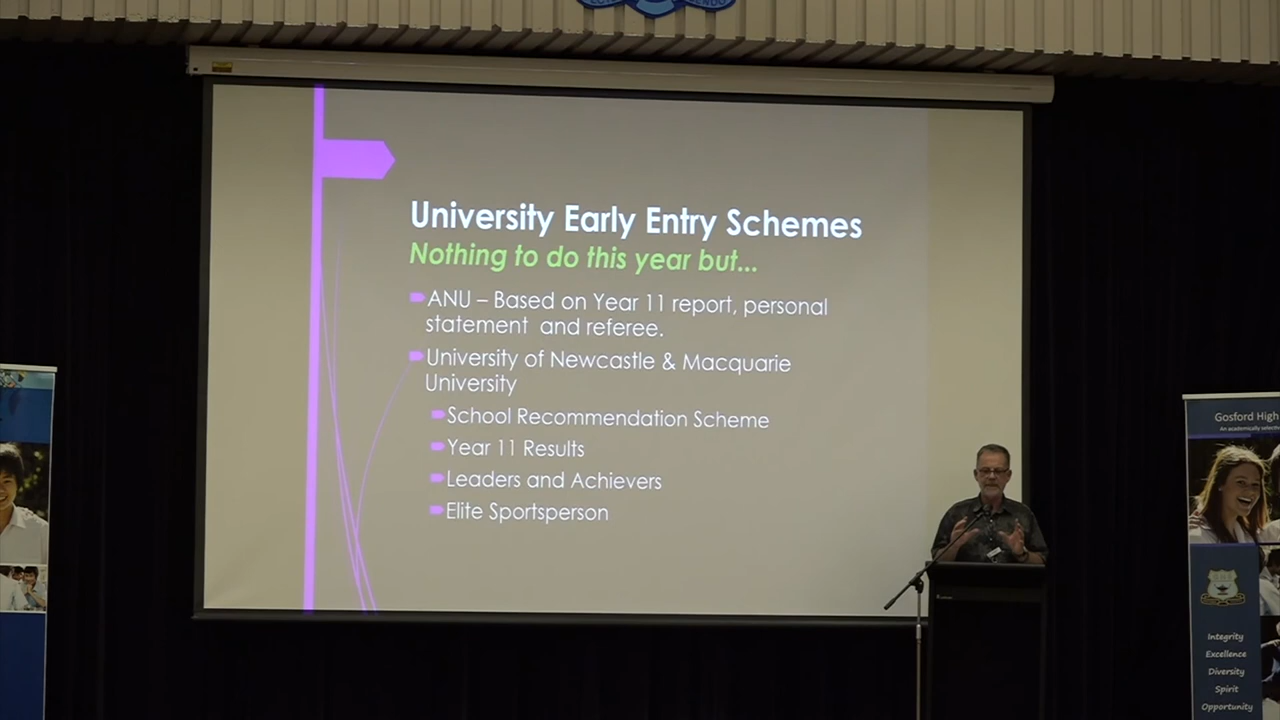 University Early Entry Schemes
Nothing to do this year but...
ANU – Based on Year 11 report, personal
statement and referee.
University of Newcastle & Macquarie
University
School Recommendation Scheme
Year 11 Results
Leaders and Achievers
Elite Sportsperson
Gosford High
An academically
Integrity
Excellence
Diversity
Spirit
Opportunity